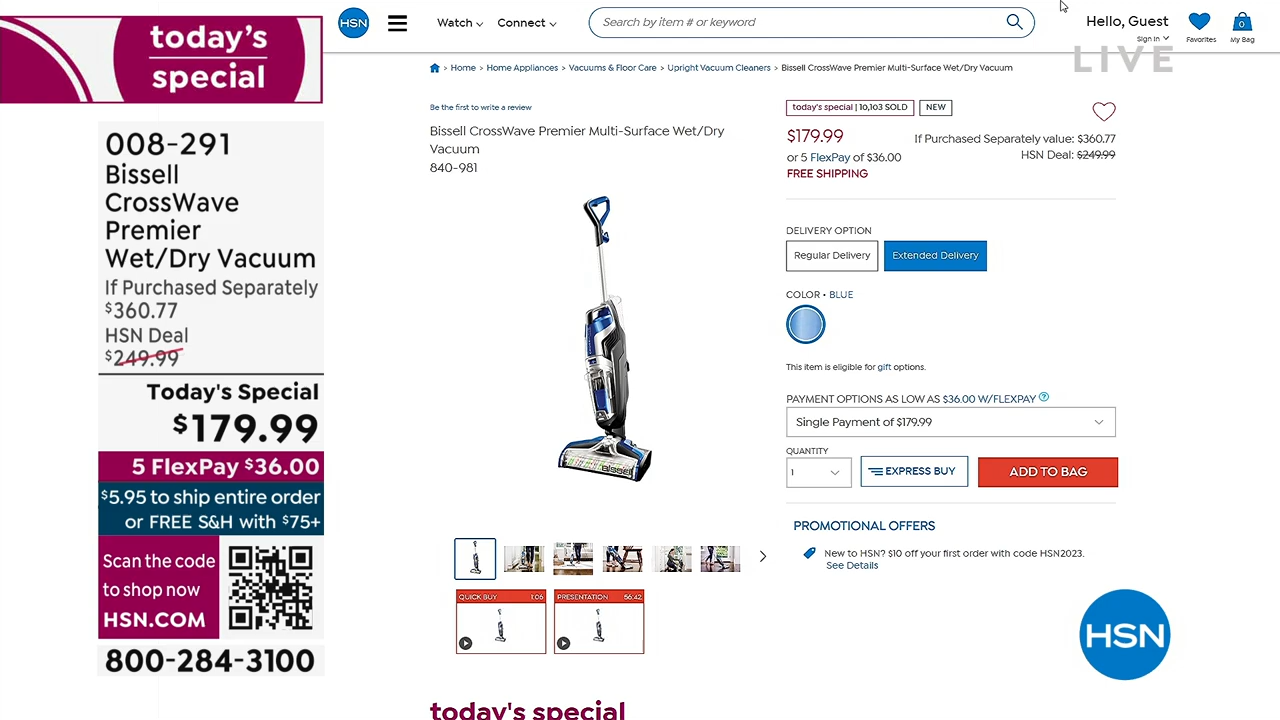 today's
special
008-291
Bissell
CrossWave
Premier
Wet/Dry Vacuum
If Purchased Separately
$360.77
HSN Deal
$249.99
Today's Special
$179.99
5 FlexPay $36.00
$5.95 to ship entire order
or FREE S&H with $75+
Scan the code
to shop now
HSN.COM
800-284-3100
HSN
Watch
Connect
Search by item # or keyword
Hello, Guest
Sign In
Favorites
0
My Bag
LIVE
> Home > Home Appliances > Vacuums & Floor Care > Upright Vacuum Cleaners > Bissell CrossWave Premier Multi-Surface Wet/Dry Vacuum
Be the first to write a review
Bissell CrossWave Premier Multi-Surface Wet/Dry
Vacuum
840-981
BISSELL
QUICK BUY 1:06
PRESENTATION 56:42
today's special | 10,103 SOLD
NEW
$179.99
or 5 FlexPay of $36.00
FREE SHIPPING
If Purchased Separately value: $360.77
HSN Deal: $249.99
DELIVERY OPTION
Regular Delivery
Extended Delivery
COLOR • BLUE
This item is eligible for gift options.
PAYMENT OPTIONS AS LOW AS $36.00 W/FLEXPAY ?
Single Payment of $179.99
QUANTITY
1
EXPRESS BUY
ADD TO BAG
PROMOTIONAL OFFERS
New to HSN? $10 off your first order with code HSN2023.
See Details
HSN
today's special